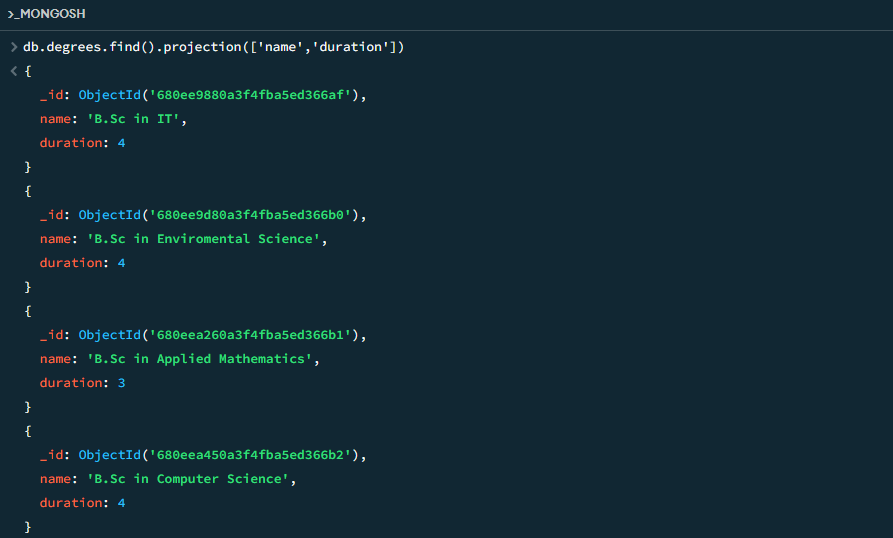 >_MONGOSH
> db.degrees.find().projection(['name','duration'])
< {
_id: ObjectId('680ee9880a3f4fba5ed366af'),
name: 'B.Sc in IT',
duration: 4
}
{
_id: ObjectId('680ee9d80a3f4fba5ed366b0'),
name: 'B.Sc in Enviromental Science',
duration: 4
}
{
_id: ObjectId('680eea260a3f4fba5ed366b1'),
name: 'B.Sc in Applied Mathematics',
duration: 3
}
{
_id: ObjectId('680eea450a3f4fba5ed366b2'),
name: 'B.Sc in Computer Science',
duration: 4
}